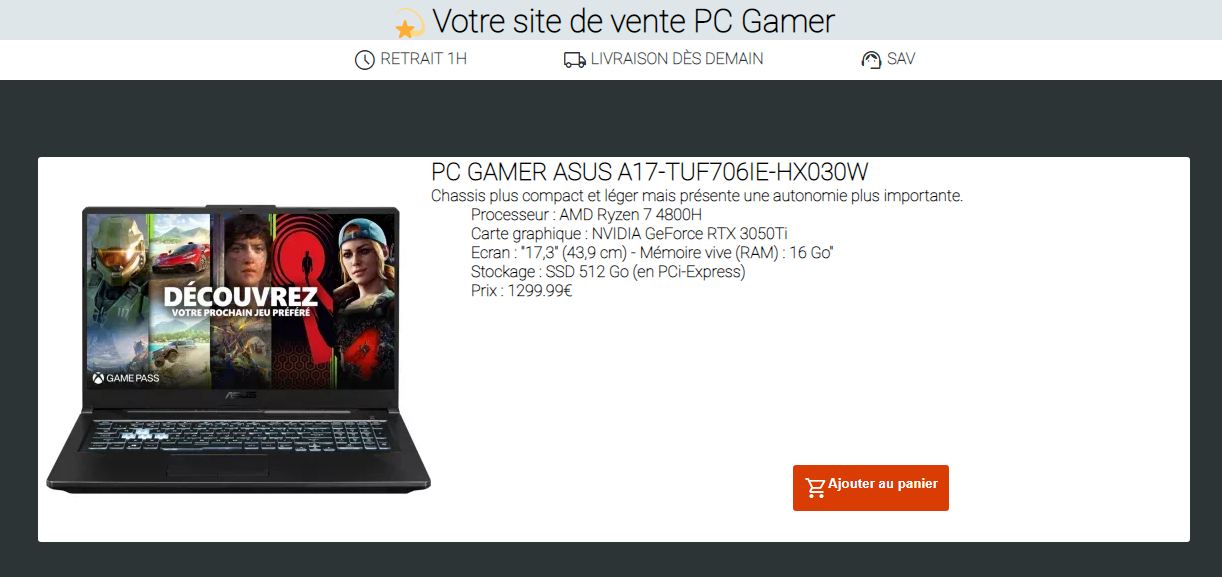 Votre site de vente PC Gamer
RETRAIT 1H
LIVRAISON DÈS DEMAIN
SAV
PC GAMER ASUS A17-TUF706IE-HX030W
Chassis plus compact et léger mais présente une autonomie plus importante.
Processeur : AMD Ryzen 7 4800H
Carte graphique : NVIDIA GeForce RTX 3050Ti
Ecran : "17,3" (43,9 cm) - Mémoire vive (RAM) : 16 Go"
Stockage : SSD 512 Go (en PCi-Express)
Prix : 1299.99€
DÉCOUVREZ
VOTRE PROCHAIN JEU PRÉFÉRÉ
GAME PASS
ASUS
Ajouter au panier